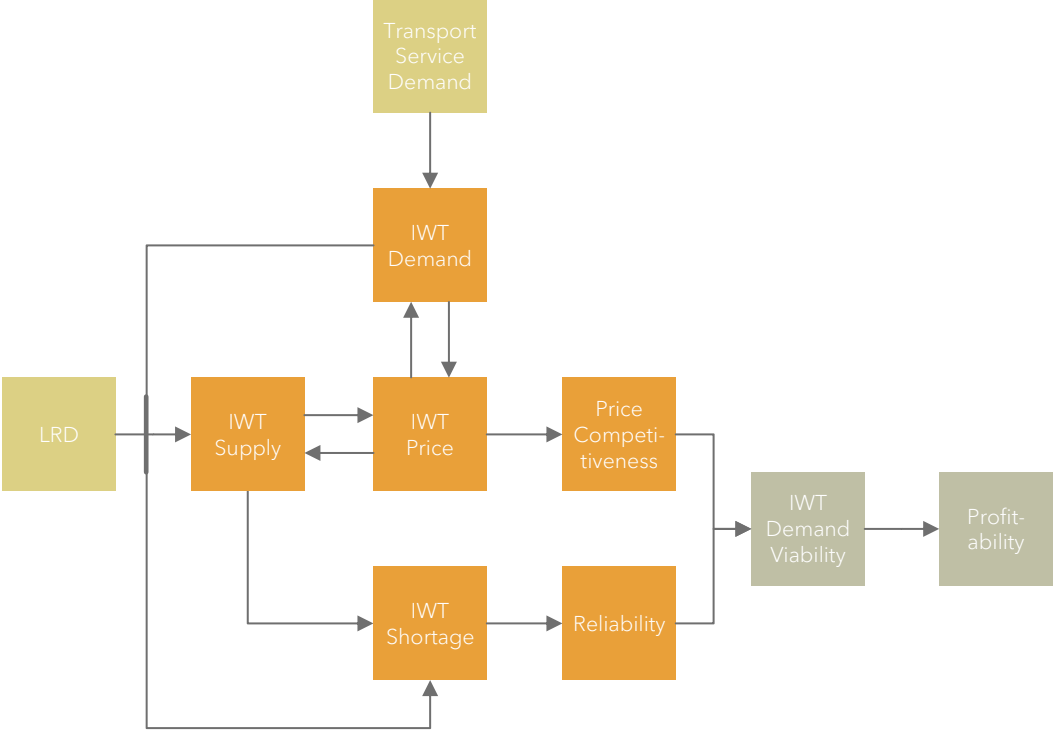 Transport
Service
Demand
IWT
Demand
LRD
IWT
Supply
IWT
Price
Price
Competi-
tiveness
IWT
Demand
Viability
Profit-
ability
IWT
Shortage
Reliability